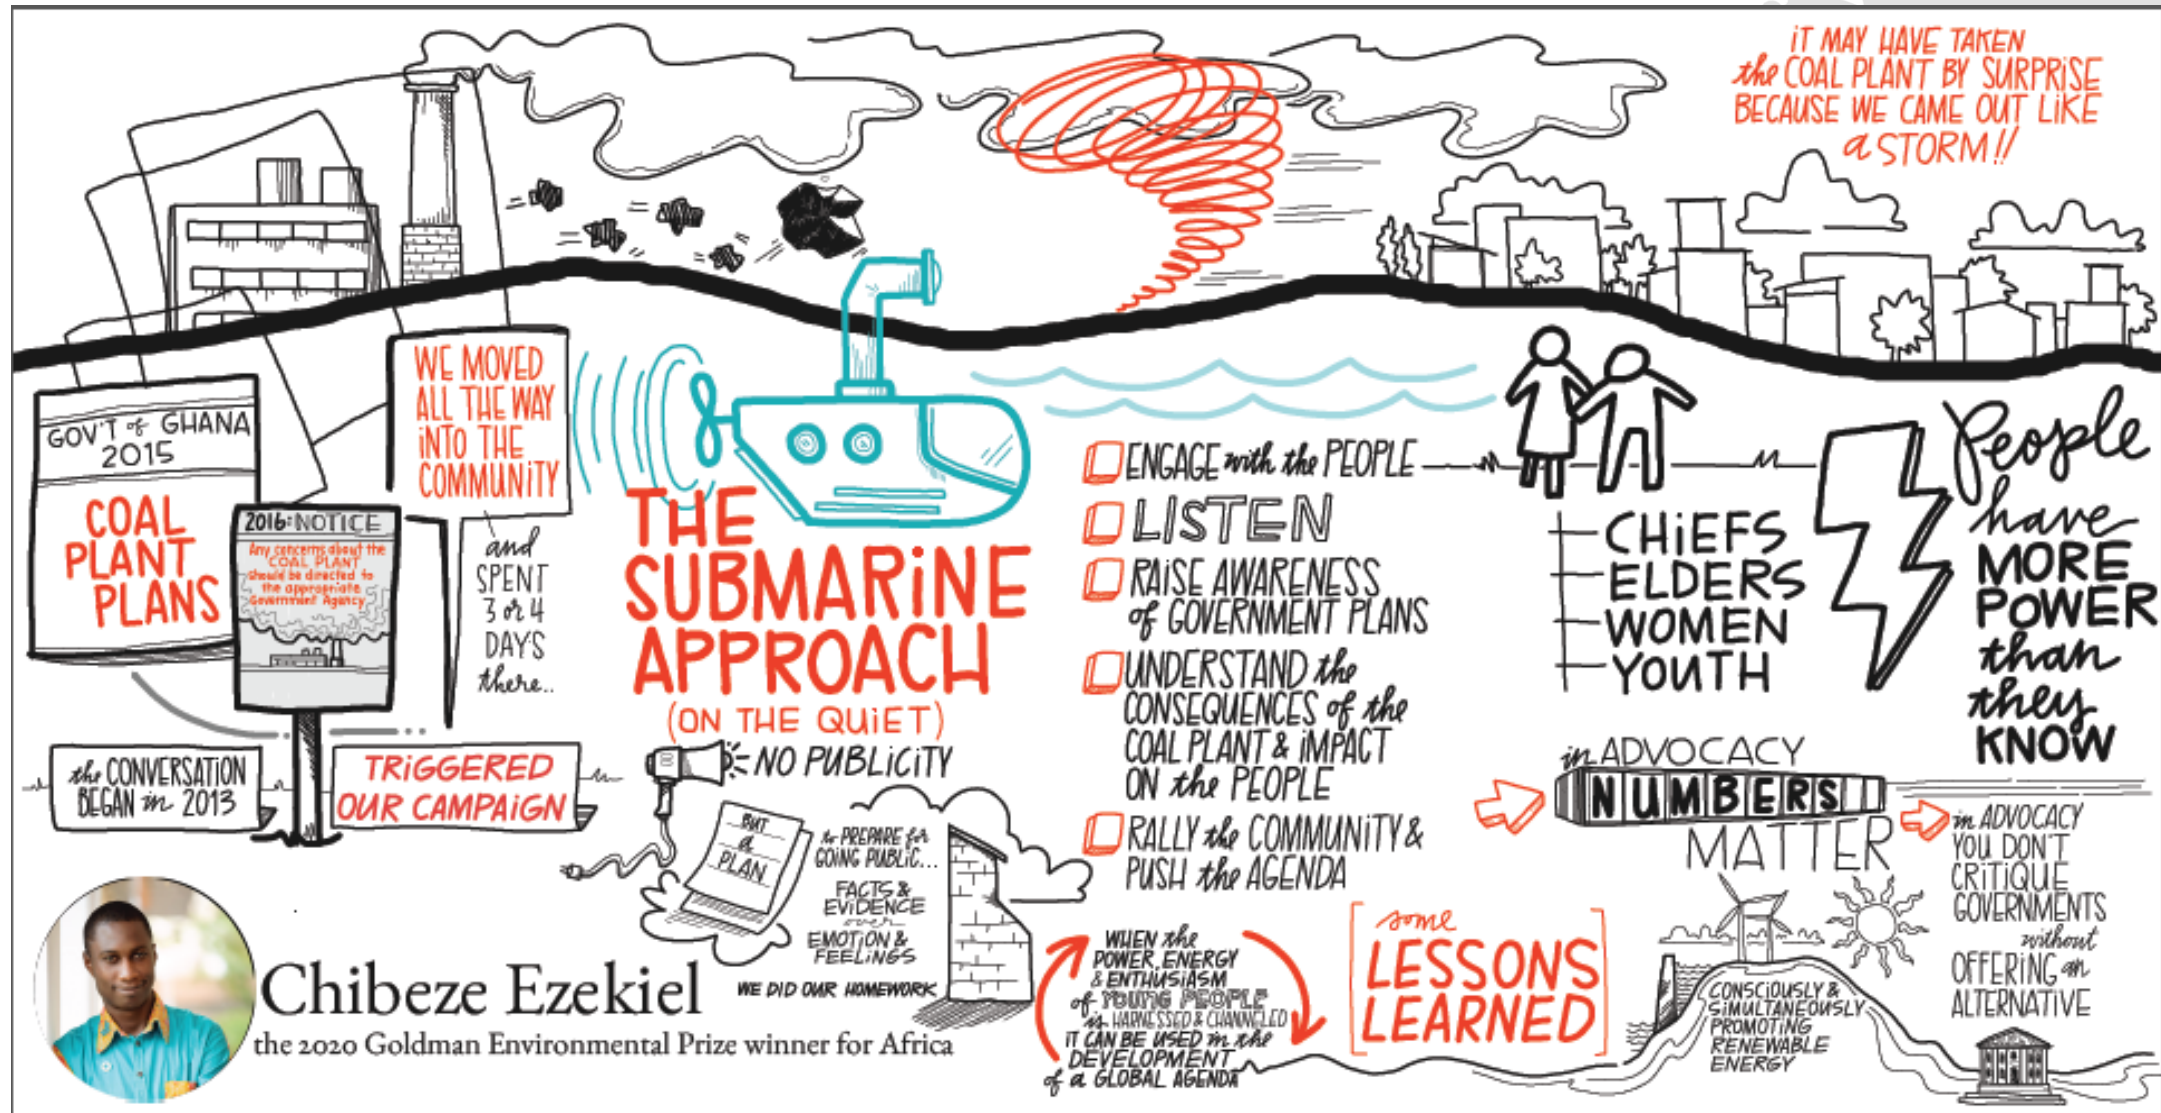 iT MAY HAVE TAKEN
the COAL PLANT BY SURPRiSE
BECAUSE WE CAME OUT LiKE
a STORM!!
GOV'T of GHANA
2015
COAL
PLANT
PLANS
2016: NOTICE
Any concerns about the
COAL PLANT
should be directed to
the appropriate
Government Agency
WE MOVED
ALL THE WAY
iNTO THE
COMMUNiTY
and
SPENT
3 or 4
DAYS
there..
the CONVERSATiON
BEGAN in 2013
TRiGGERED
OUR CAMPAiGN
THE
SUBMARiNE
APPROACH
(ON THE QUiET)
NO PUBLiCiTY
BUT
a
PLAN
to PREPARE for
GOiNG PUBLiC...
FACTS &
EViDENCE
over
EMOTiON &
FEELiNGS
WE DiD OUR HOMEWORK
ENGAGE with the PEOPLE
LISTEN
RAiSE AWARENESS
of GOVERNMENT PLANS
UNDERSTAND the
CONSEQUENCES of the
COAL PLANT & iMPACT
ON the PEOPLE
RALLY the COMMUNiTY &
PUSH the AGENDA
CHiEFS
ELDERS
WOMEN
YOUTH
People
have
MORE
POWER
than
they
KNOW
in ADVOCACY
NUMBERS
MATTER
in ADVOCACY
YOU DON'T
CRiTiQUE
GOVERNMENTS
without
OFFERiNG an
ALTERNATiVE
WHEN the
POWER, ENERGY
& ENTHUSiASM
of YOUNG PEOPLE
is HARNESSED & CHANNELED
iT CAN BE USED in the
DEVELOPMENT
of a GLOBAL AGENDA
some
LESSONS
LEARNED
CONSCiOUSLY &
SiMULTANEOUSLY
PROMOTiNG
RENEWABLE
ENERGY
Chibeze Ezekiel
the 2020 Goldman Environmental Prize winner for Africa